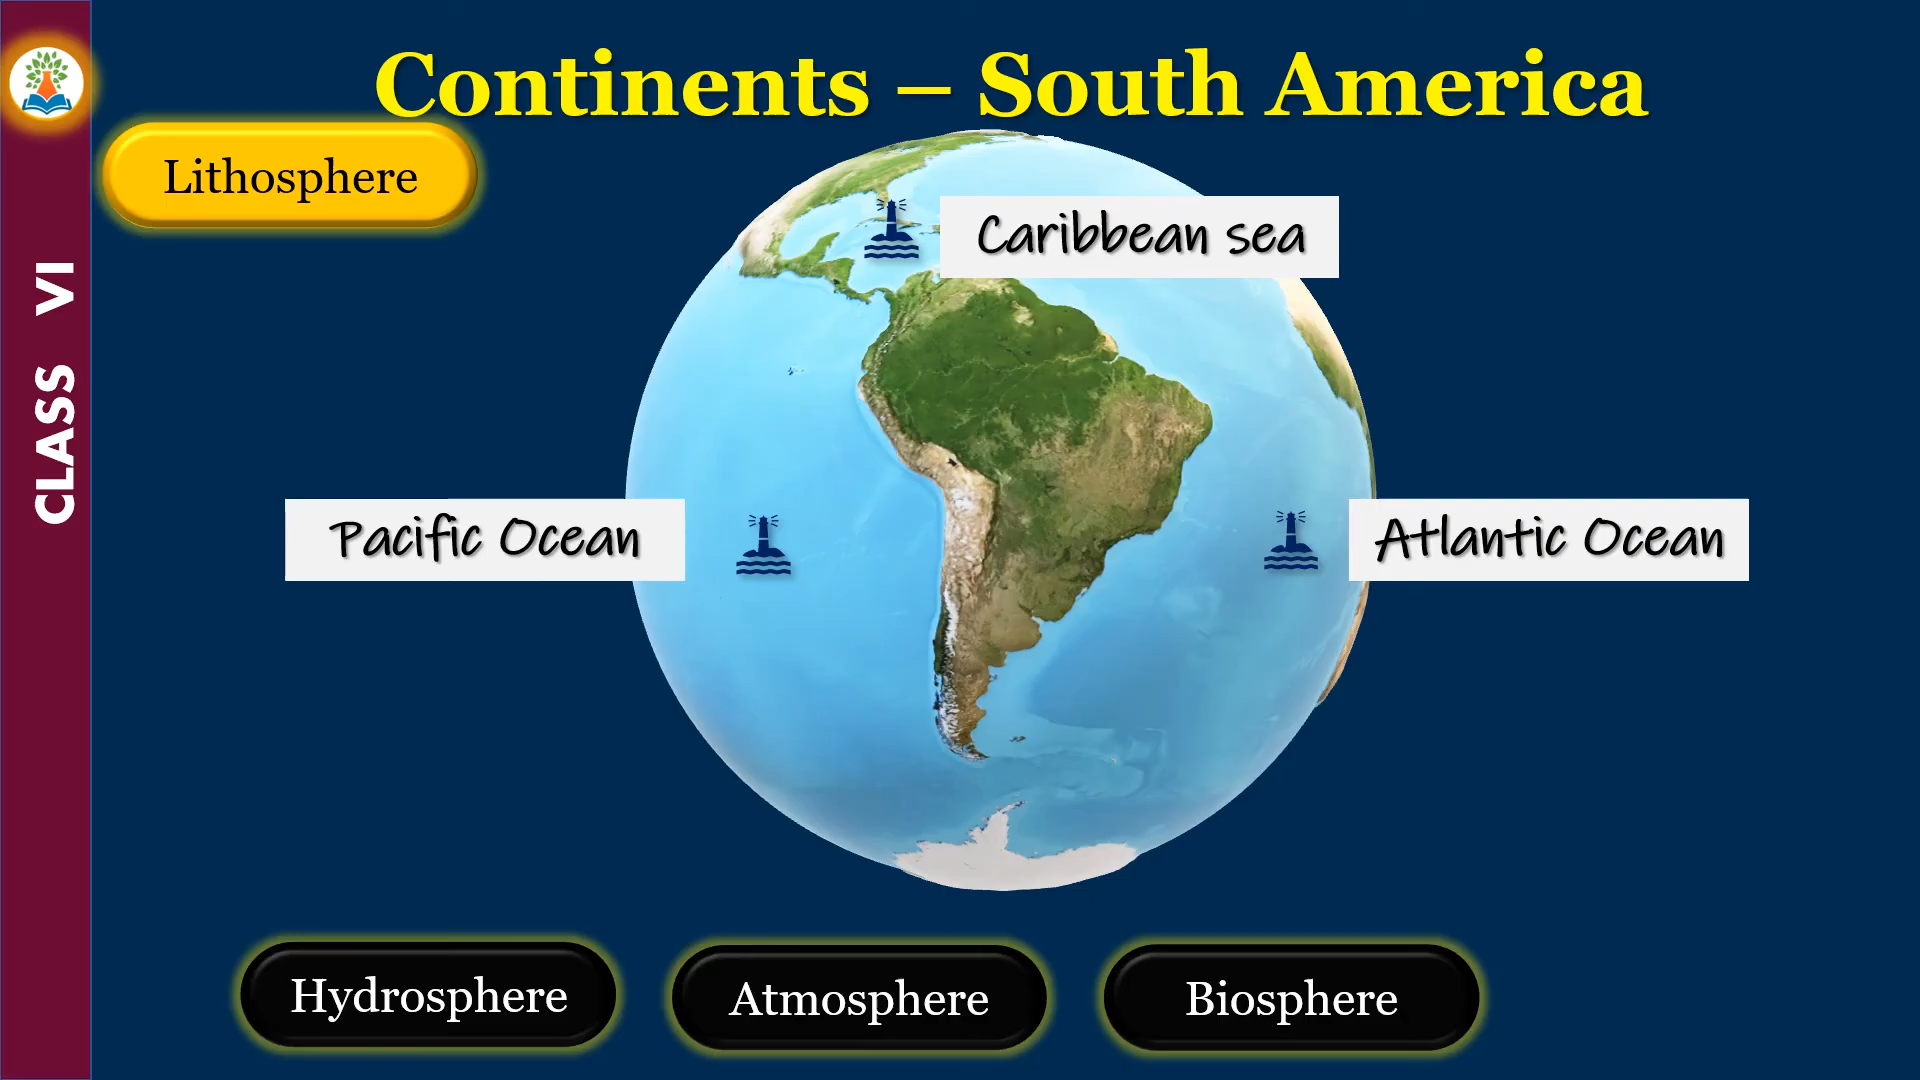 Continents – South America
Lithosphere
CLASS VI
Caribbean sea
Pacific Ocean
Atlantic Ocean
Hydrosphere
Atmosphere
Biosphere